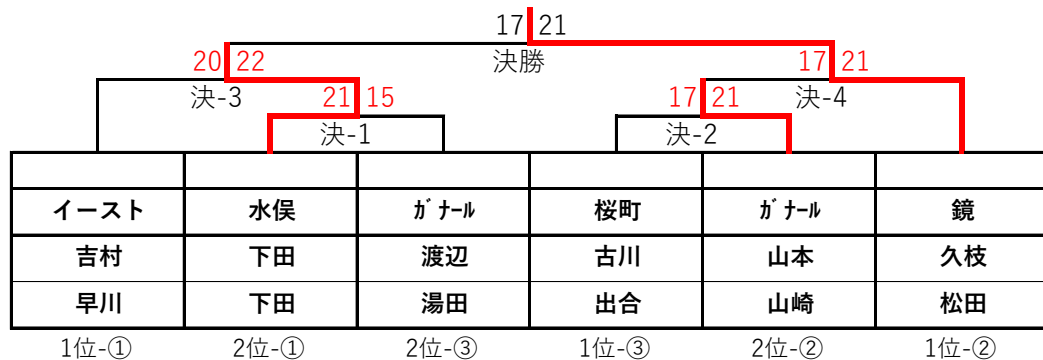 17 21
決勝
20 22
17 21
決-3
決-4
21 15
17 21
決-1
決-2
イースト 水俣 ｶﾞﾅｰﾙ 桜町 ｶﾞﾅｰﾙ 鏡
吉村 下田 渡辺 古川 山本 久枝
早川 下田 湯田 出合 山崎 松田
1位-① 2位-① 2位-③ 1位-③ 2位-② 1位-②